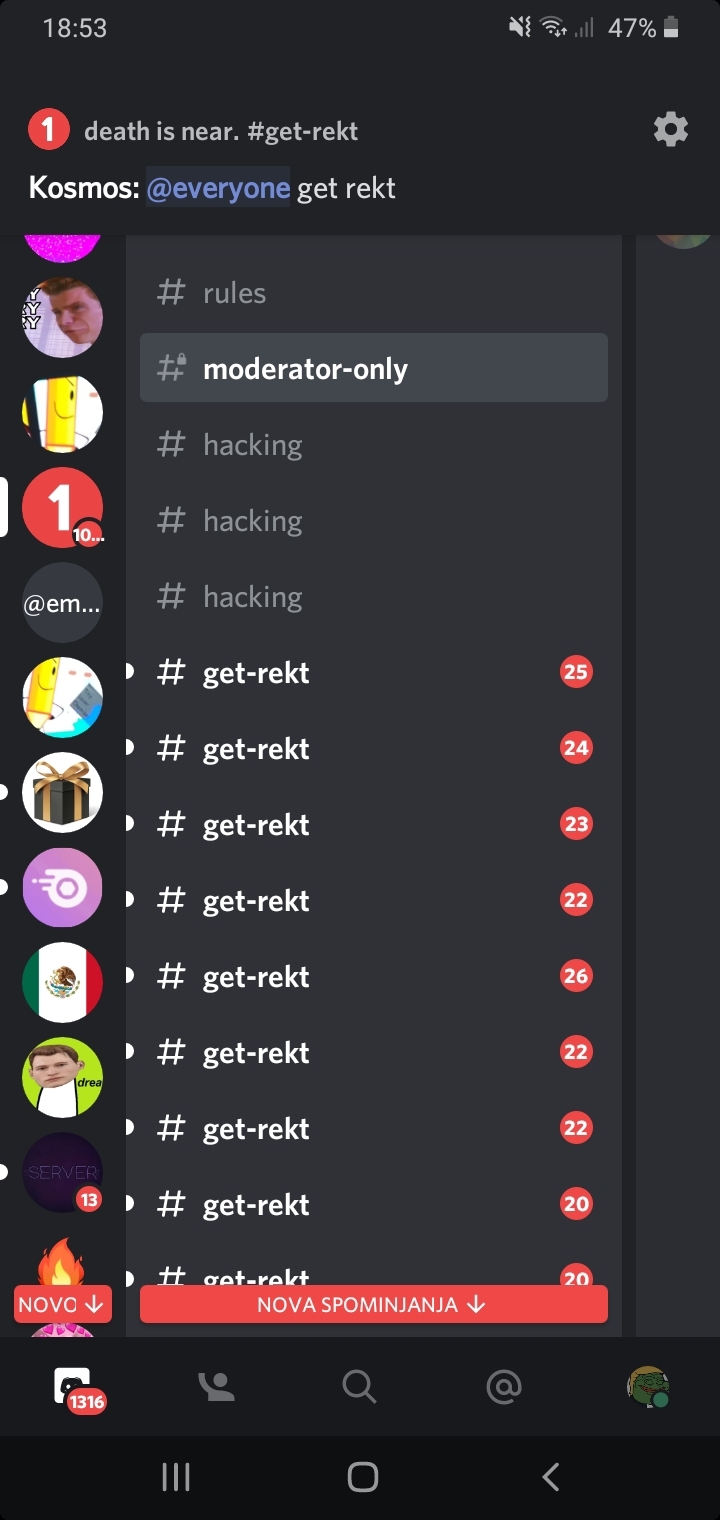 18:53
47%
1 death is near. #get-rekt
Kosmos: @everyone get rekt
# rules
# moderator-only
# hacking
# hacking
1
10...
# hacking
@em...
# get-rekt 25
# get-rekt 24
# get-rekt 23
# get-rekt 22
# get-rekt 26
# get-rekt 22
drea
# get-rekt 22
SERVER
13
# get-rekt 20
# get-rekt 20
NOVO ↓
NOVA SPOMINJANJA ↓
1316
@